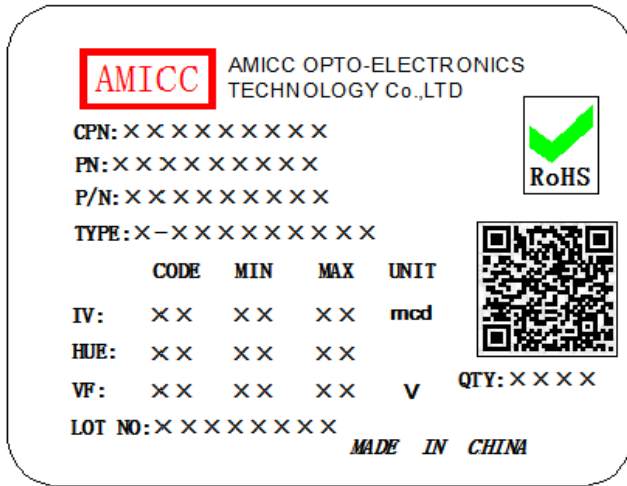 AMICC
AMICC OPTO-ELECTRONICS
TECHNOLOGY Co.,LTD
CPN:×××××××××
PN:×××××××××
P/N:×××××××××
RoHS
TYPE:×-×××××××××
CODE MIN MAX UNIT
IV: ×× ×× ×× mcd
HUE: ×× ×× ××
VF: ×× ×× ×× V
QTY:××××
LOT NO:××××××××
MADE IN CHINA